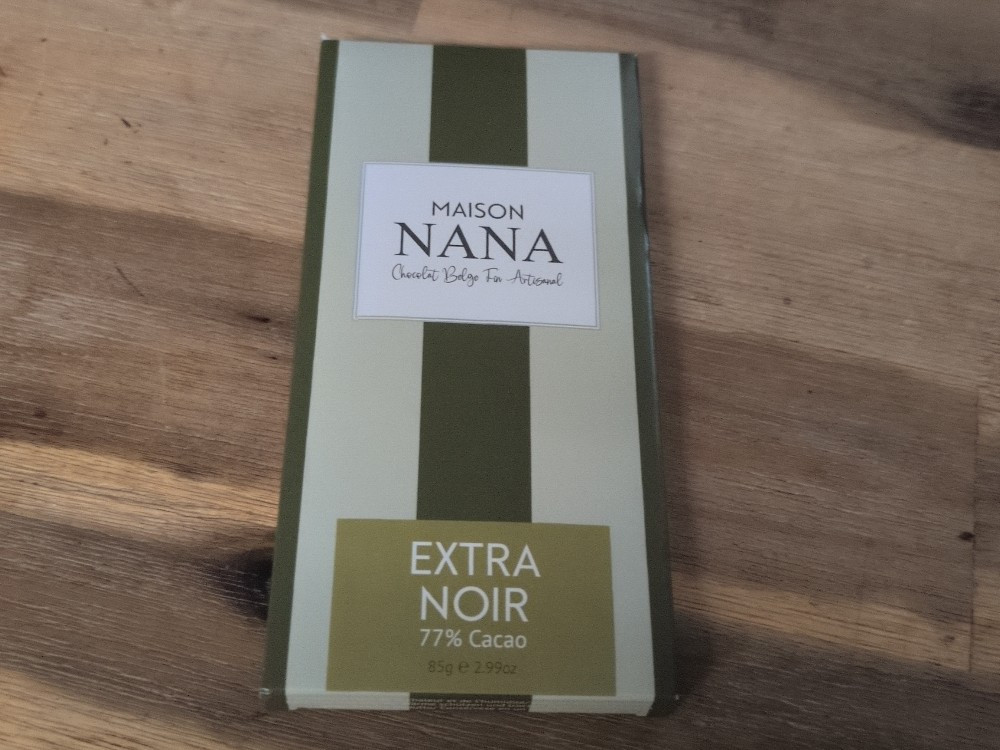 MAISON
NANA
Chocolat Belge Fin Artisanal
EXTRA
NOIR
77% Cacao
85g e 2.99oz